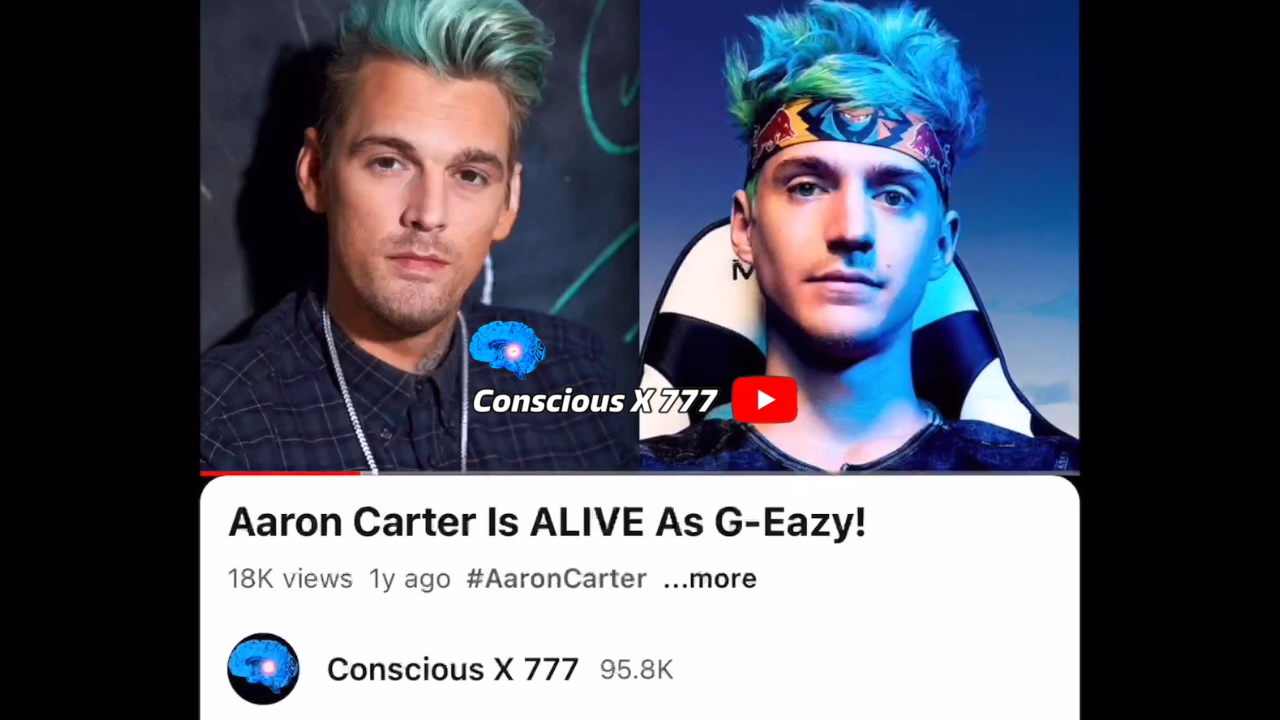 Conscious X 777
Aaron Carter Is ALIVE As G-Eazy!
18K views 1y ago #AaronCarter ...more
Conscious X 777 95.8K